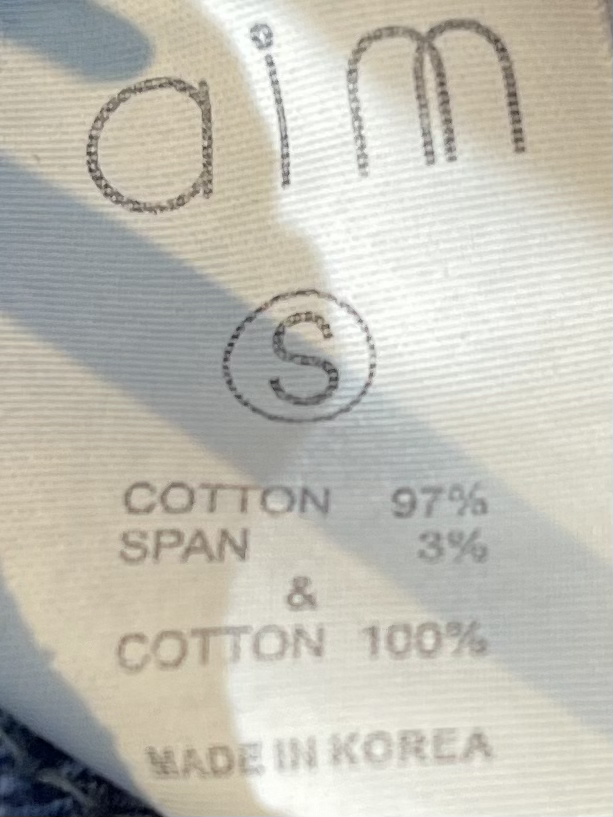 aim
S
COTTON 97%
SPAN 3%
&
COTTON 100%
MADE IN KOREA